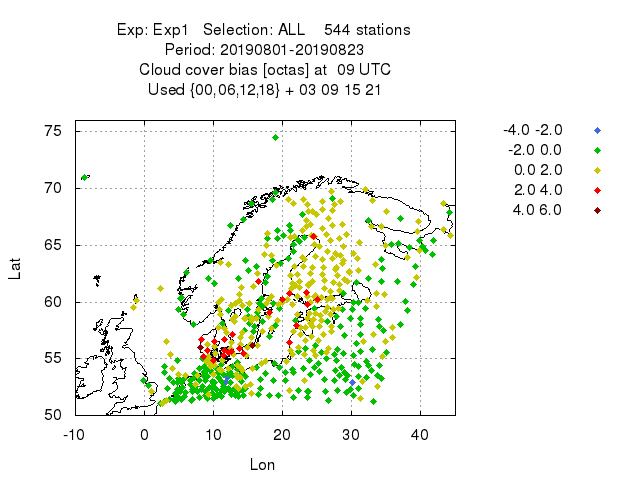 Exp: Exp1 Selection: ALL 544 stations
Period: 20190801-20190823
Cloud cover bias [octas] at 09 UTC
Used {00,06,12,18} + 03 09 15 21
-4.0 -2.0
-2.0 0.0
0.0 2.0
2.0 4.0
4.0 6.0
75
70
65
60
55
50
Lat
-10 0 10 20 30 40
Lon